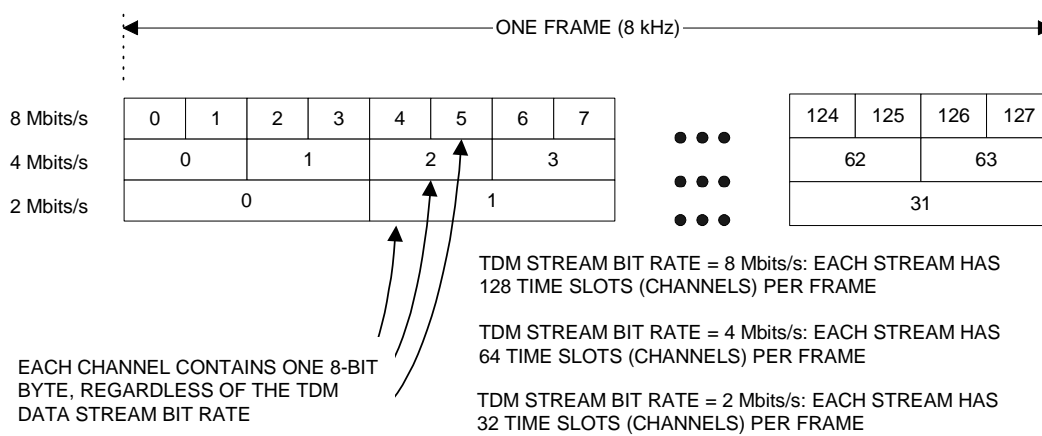 ONE FRAME (8 kHz)
8 Mbits/s 0 1 2 3 4 5 6 7 124 125 126 127
4 Mbits/s 0 1 2 3 62 63
2 Mbits/s 0 1 31
TDM STREAM BIT RATE = 8 Mbits/s: EACH STREAM HAS
128 TIME SLOTS (CHANNELS) PER FRAME
TDM STREAM BIT RATE = 4 Mbits/s: EACH STREAM HAS
64 TIME SLOTS (CHANNELS) PER FRAME
TDM STREAM BIT RATE = 2 Mbits/s: EACH STREAM HAS
32 TIME SLOTS (CHANNELS) PER FRAME
EACH CHANNEL CONTAINS ONE 8-BIT
BYTE, REGARDLESS OF THE TDM
DATA STREAM BIT RATE